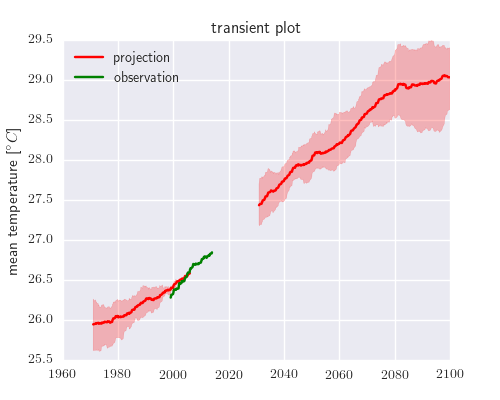 transient plot
projection
observation
mean temperature [°C]
29.5
29.0
28.5
28.0
27.5
27.0
26.5
26.0
25.5
1960 1980 2000 2020 2040 2060 2080 2100